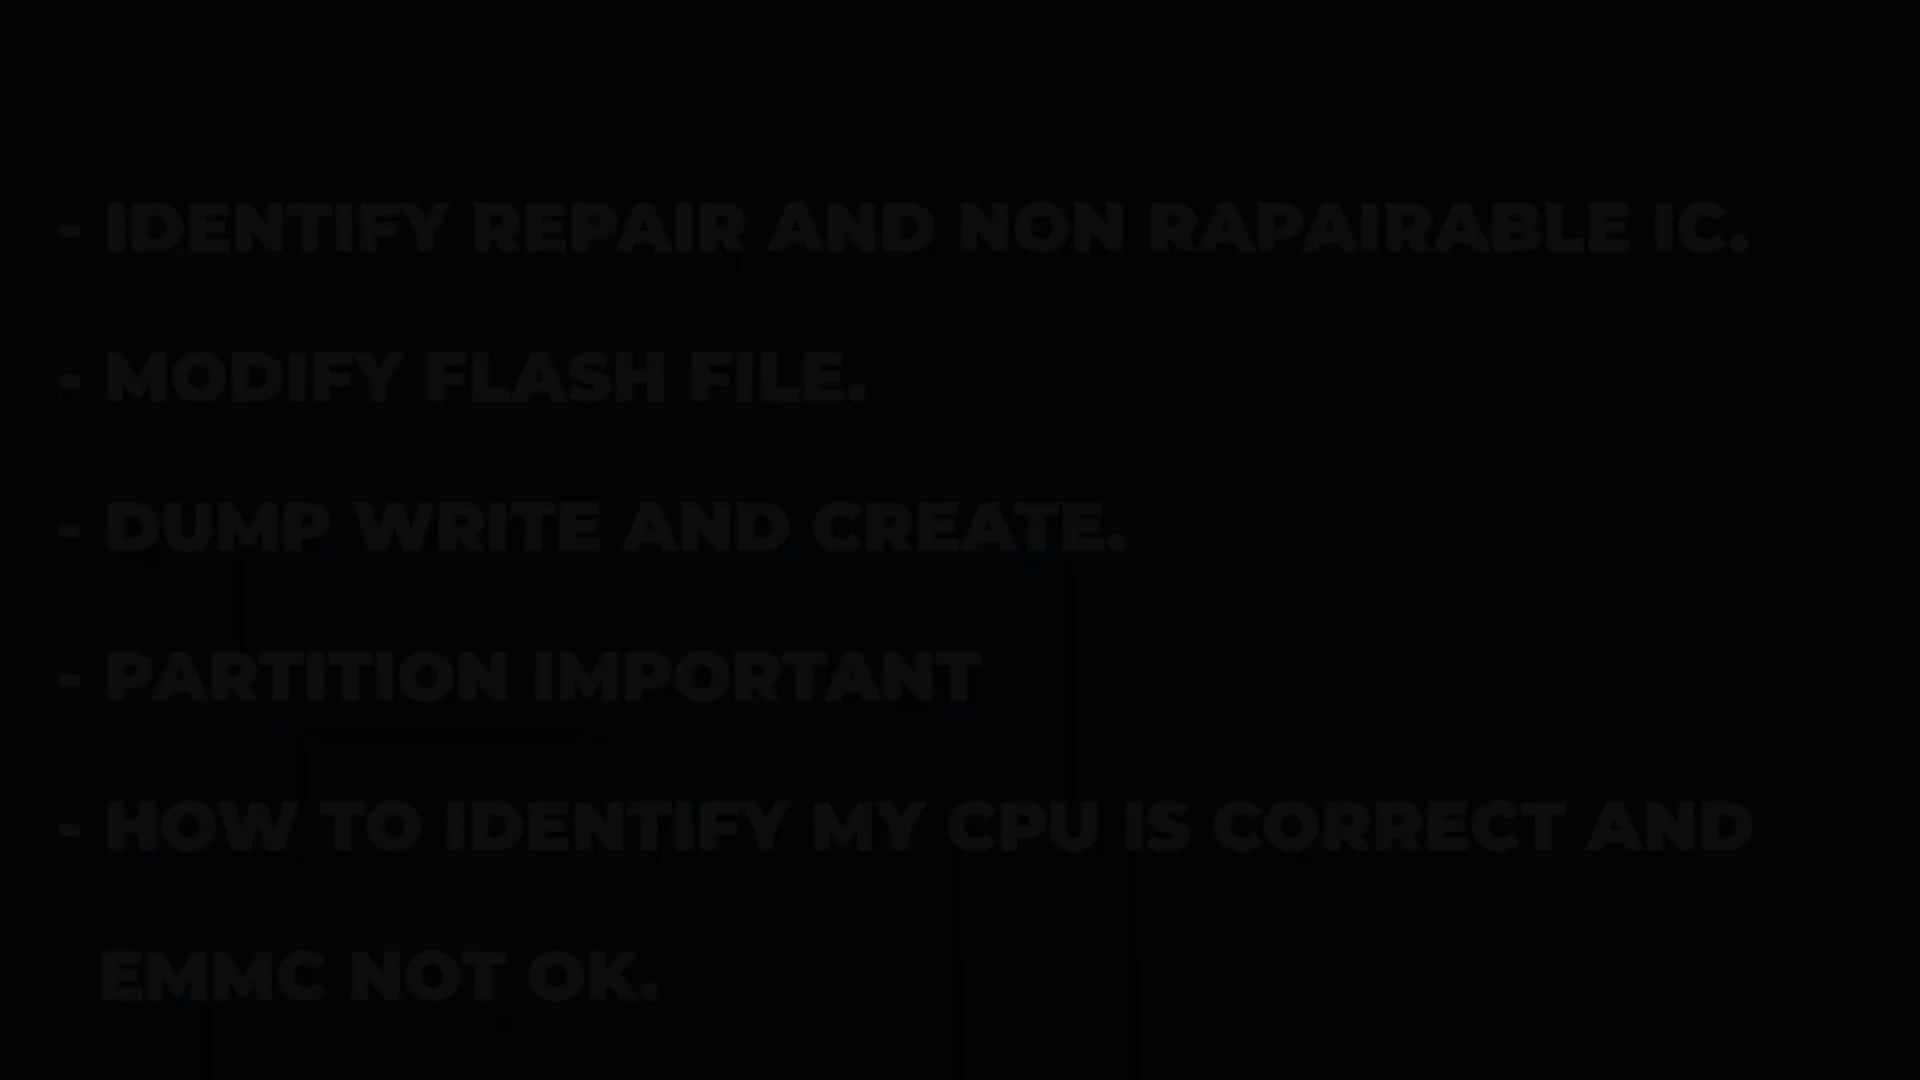 - IDENTIFY REPAIR AND NON RAPAIRABLE IC.
- MODIFY FLASH FILE.
- DUMP WRITE AND CREATE.
- PARTITION IMPORTANT
- HOW TO IDENTIFY MY CPU IS CORRECT AND
EMMC NOT OK.